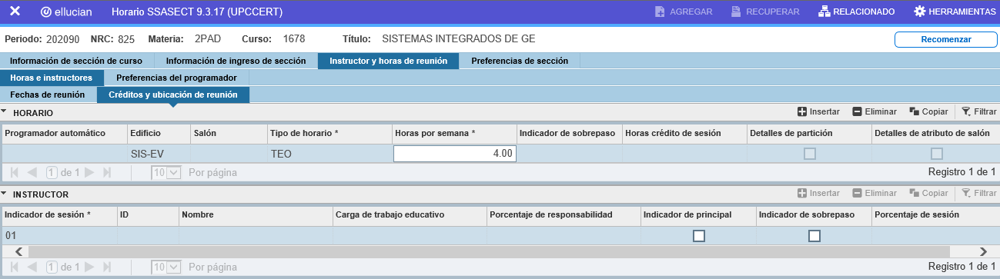 ✕ ellucian Horario SSASECT 9.3.17 (UPCCERT) AGREGAR RECUPERAR RELACIONADO HERRAMIENTAS
Periodo: 202090 NRC: 825 Materia: 2PAD Curso: 1678 Título: SISTEMAS INTEGRADOS DE GE Recomenzar
Información de sección de curso Información de ingreso de sección Instructor y horas de reunión Preferencias de sección
Horas e instructores Preferencias del programador
Fechas de reunión Créditos y ubicación de reunión
HORARIO Insertar Eliminar Copiar Filtrar
Programador automático Edificio Salón Tipo de horario * Horas por semana * Indicador de sobrepaso Horas crédito de sesión Detalles de partición Detalles de atributo de salón
SIS-EV TEO 4.00
1 de 1 10 Por página Registro 1 de 1
INSTRUCTOR Insertar Eliminar Copiar Filtrar
Indicador de sesión * ID Nombre Carga de trabajo educativo Porcentaje de responsabilidad Indicador de principal Indicador de sobrepaso Porcentaje de sesión
01
1 de 1 10 Por página Registro 1 de 1